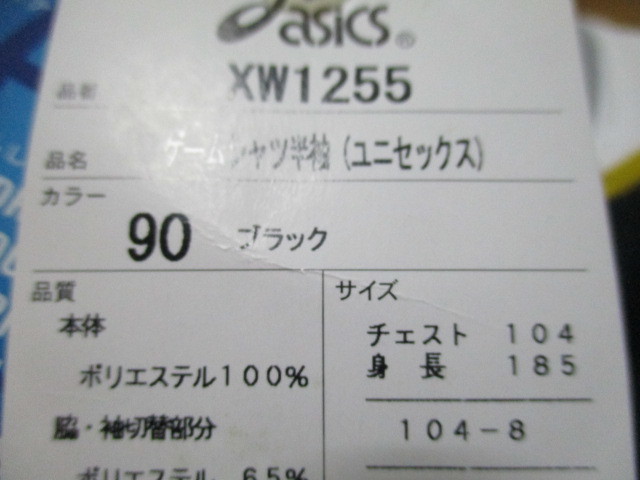 asics®
品番 XW1255
品名 ゲームシャツ半袖(ユニセックス)
カラー
90 ブラック
品質
本体
ポリエステル100%
脇・袖切替部分
ポリエステル 65%
サイズ
チェスト 104
身長 185
104-8